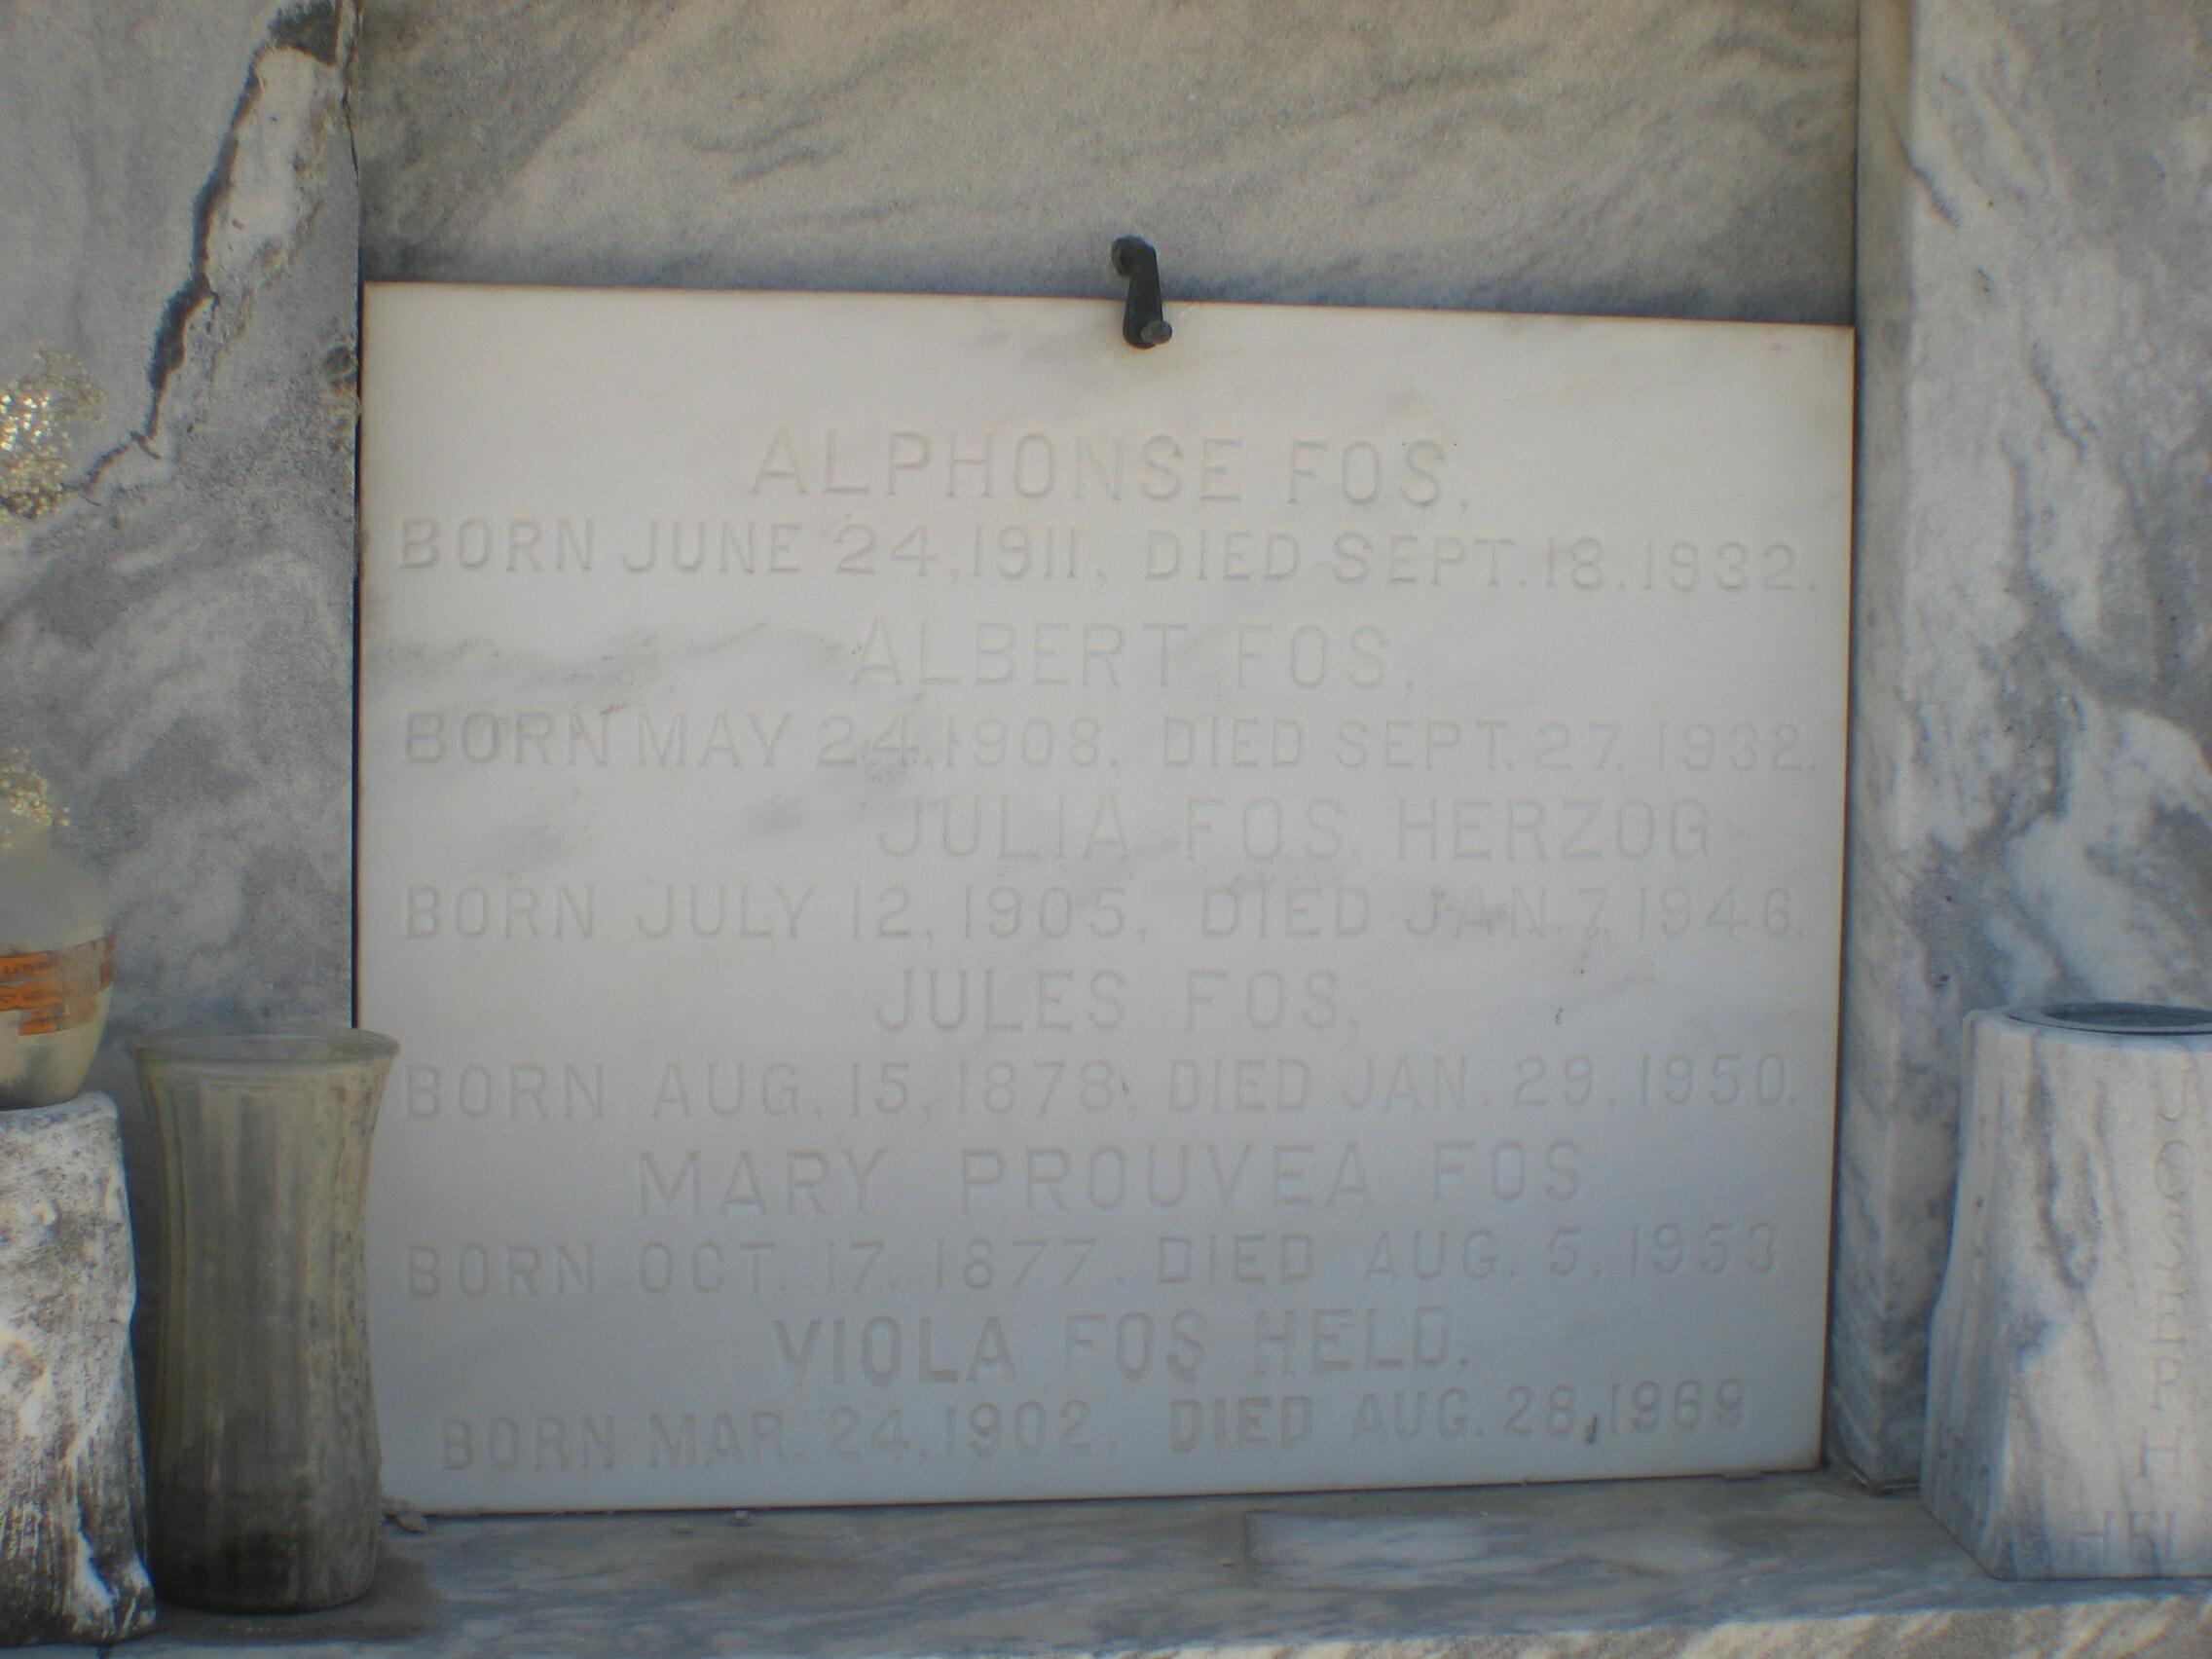 ALPHONSE FOS,
BORN JUNE 24, 1911, DIED SEPT. 18, 1932.
ALBERT FOS,
BORN MAY 24, 1908, DIED SEPT. 27, 1932.
JULIA FOS HERZOG
BORN JULY 12, 1905, DIED JAN. 7, 1946.
JULES FOS,
BORN AUG. 15, 1878, DIED JAN. 29, 1950.
MARY PROUVEA FOS
BORN OCT. 17, 1877. DIED AUG. 5, 1953
VIOLA FOS HELD,
BORN MAR. 24, 1902, DIED AUG. 28, 1969
JOSEPH